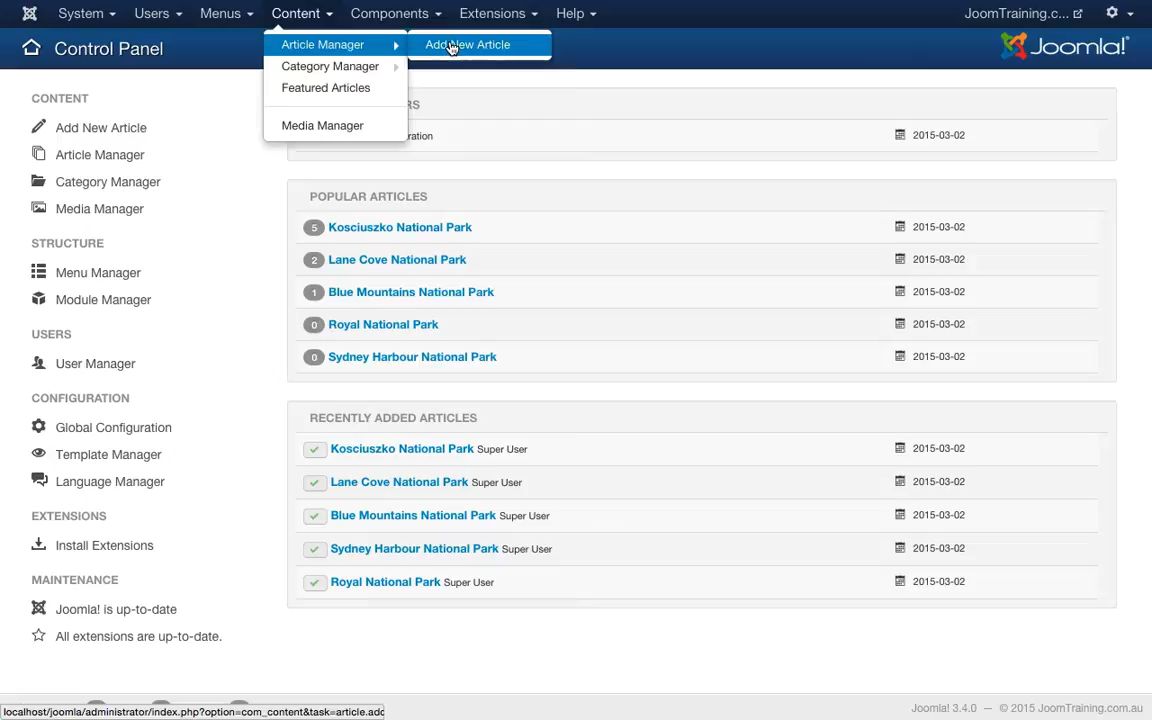 System Users Menus Content Components Extensions Help JoomTraining.c...
Control Panel
Joomla!®
Article Manager
Add New Article
Category Manager
Featured Articles
Media Manager
CONTENT
Add New Article
Article Manager
Category Manager
Media Manager
STRUCTURE
Menu Manager
Module Manager
USERS
User Manager
CONFIGURATION
Global Configuration
Template Manager
Language Manager
EXTENSIONS
Install Extensions
MAINTENANCE
Joomla! is up-to-date
All extensions are up-to-date.
2015-03-02
POPULAR ARTICLES
5 Kosciuszko National Park 2015-03-02
2 Lane Cove National Park 2015-03-02
1 Blue Mountains National Park 2015-03-02
0 Royal National Park 2015-03-02
0 Sydney Harbour National Park 2015-03-02
RECENTLY ADDED ARTICLES
Kosciuszko National Park Super User 2015-03-02
Lane Cove National Park Super User 2015-03-02
Blue Mountains National Park Super User 2015-03-02
Sydney Harbour National Park Super User 2015-03-02
Royal National Park Super User 2015-03-02
localhost/joomla/administrator/index.php?option=com_content&task=article.add
Joomla! 3.4.0 — © 2015 JoomTraining.com.au